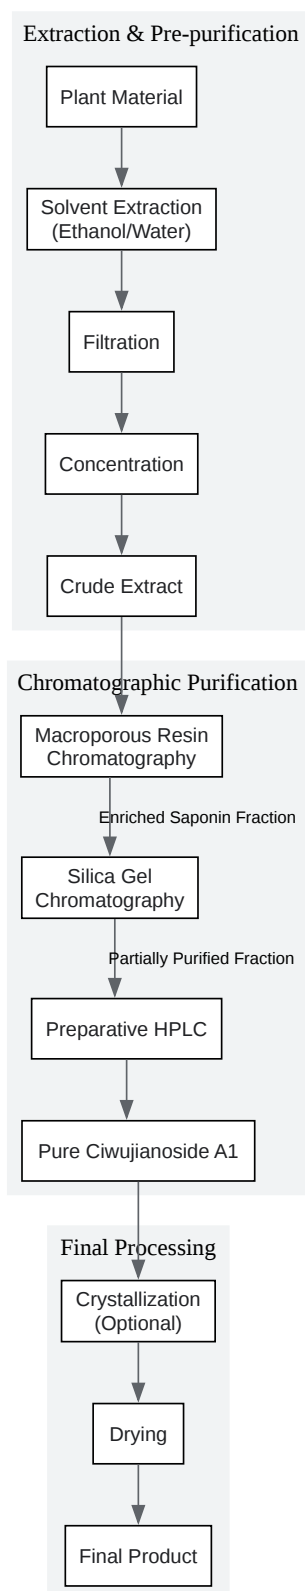 Extraction & Pre-purification
Plant Material
Solvent Extraction
(Ethanol/Water)
Filtration
Concentration
Crude Extract
Chromatographic Purification
Macroporous Resin
Chromatography
Enriched Saponin Fraction
Silica Gel
Chromatography
Partially Purified Fraction
Preparative HPLC
Pure Ciwujianoside A1
Final Processing
Crystallization
(Optional)
Drying
Final Product